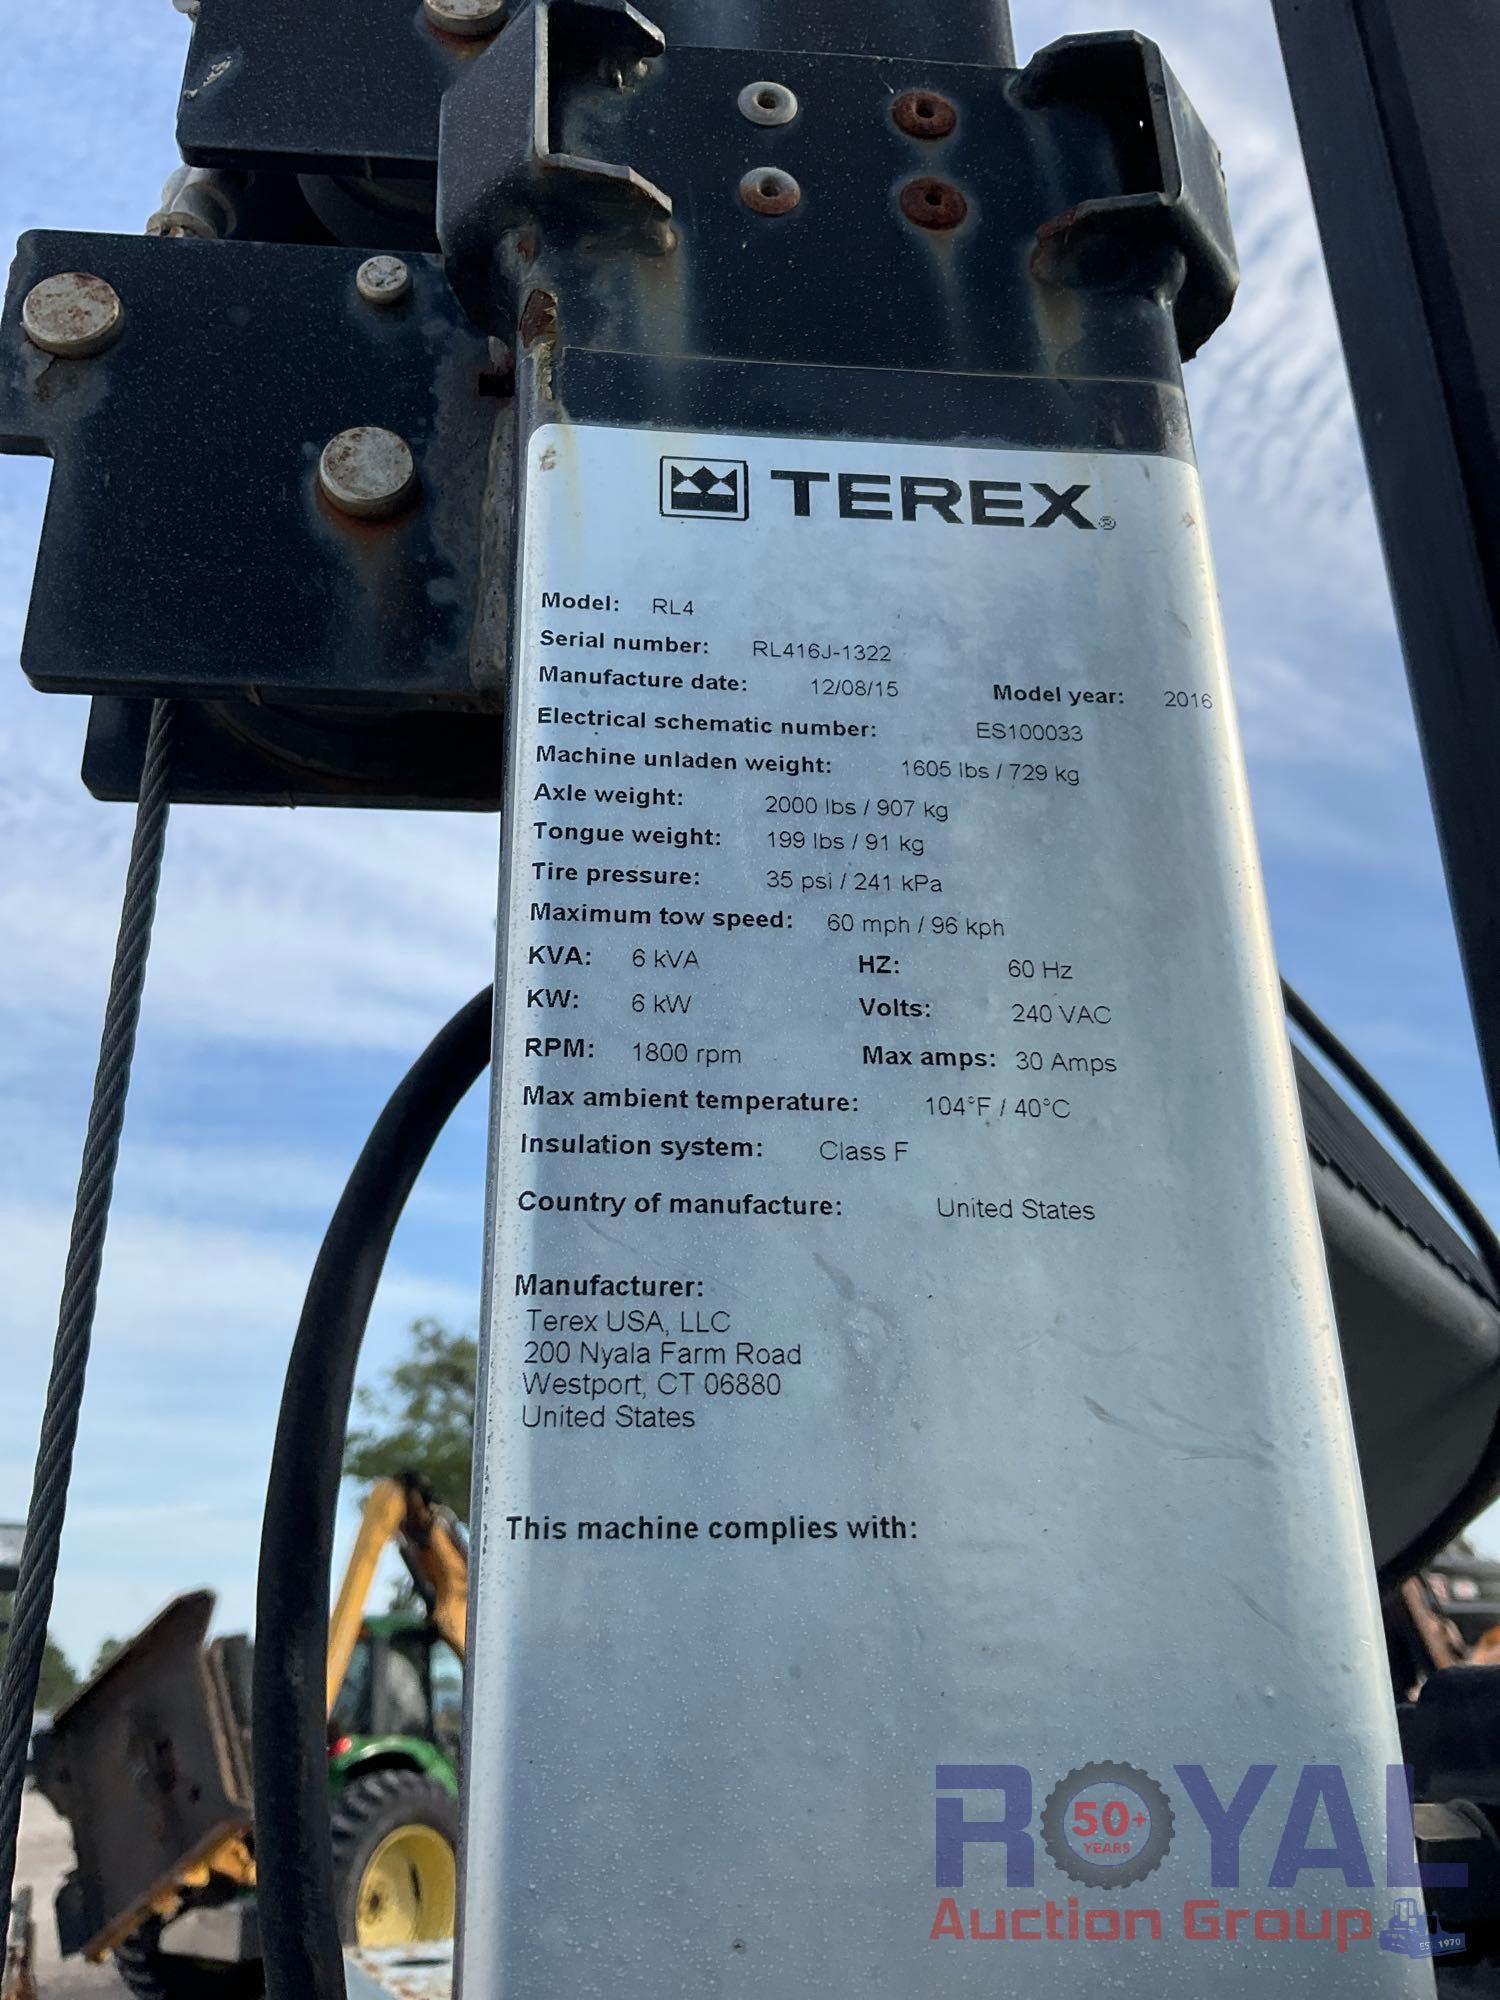 TEREX®
Model: RL4
Serial number: RL416J-1322
Manufacture date: 12/08/15 Model year: 2016
Electrical schematic number: ES100033
Machine unladen weight: 1605 lbs / 729 kg
Axle weight: 2000 lbs / 907 kg
Tongue weight: 199 lbs / 91 kg
Tire pressure: 35 psi / 241 kPa
Maximum tow speed: 60 mph / 96 kph
KVA: 6 kVA HZ: 60 Hz
KW: 6 kW Volts: 240 VAC
RPM: 1800 rpm Max amps: 30 Amps
Max ambient temperature: 104°F / 40°C
Insulation system: Class F
Country of manufacture: United States
Manufacturer:
Terex USA, LLC
200 Nyala Farm Road
Westport, CT 06880
United States
This machine complies with:
ROYAL
50+
YEARS
Auction Group
EST 1970